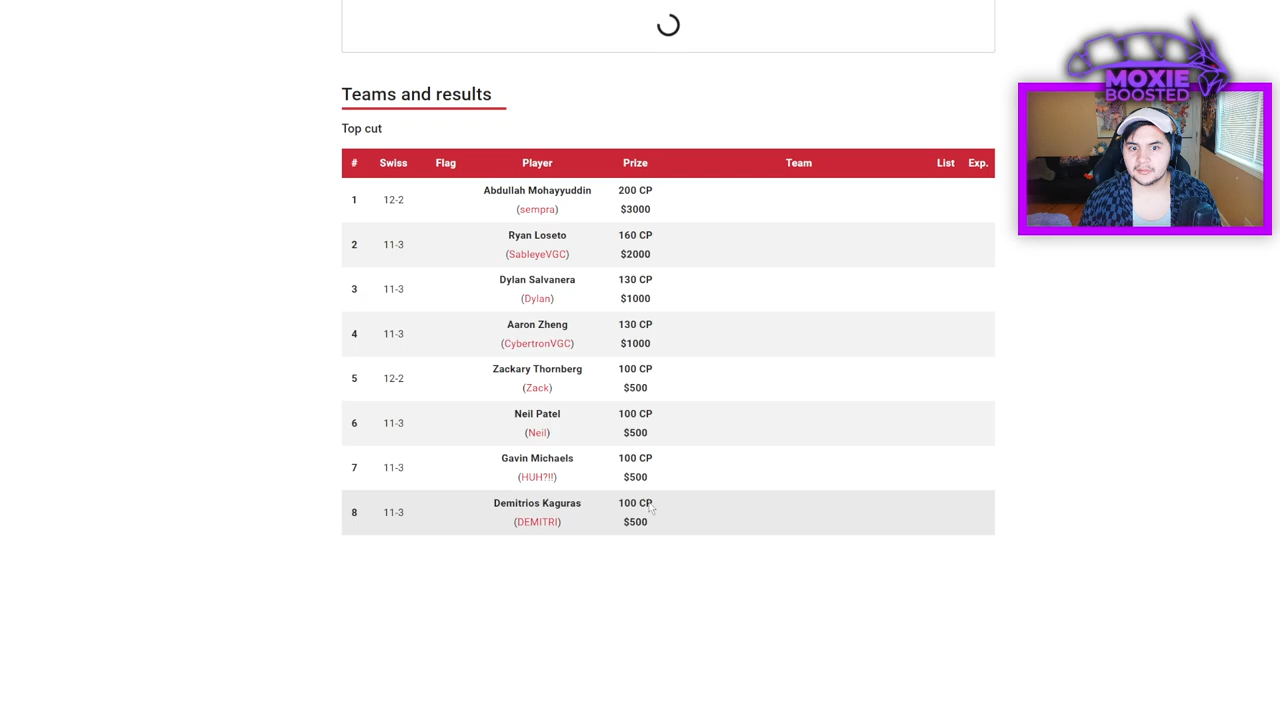 MOXIE
BOOSTED
Teams and results
Top cut
# Swiss Flag Player Prize Team List Exp.
1 12-2 Abdullah Mohayyuddin (sempra) 200 CP $3000
2 11-3 Ryan Loseto (SableyeVGC) 160 CP $2000
3 11-3 Dylan Salvanera (Dylan) 130 CP $1000
4 11-3 Aaron Zheng (CybertronVGC) 130 CP $1000
5 12-2 Zackary Thornberg (Zack) 100 CP $500
6 11-3 Neil Patel (Neil) 100 CP $500
7 11-3 Gavin Michaels (HUH?!!) 100 CP $500
8 11-3 Demitrios Kaguras (DEMITRI) 100 CP $500